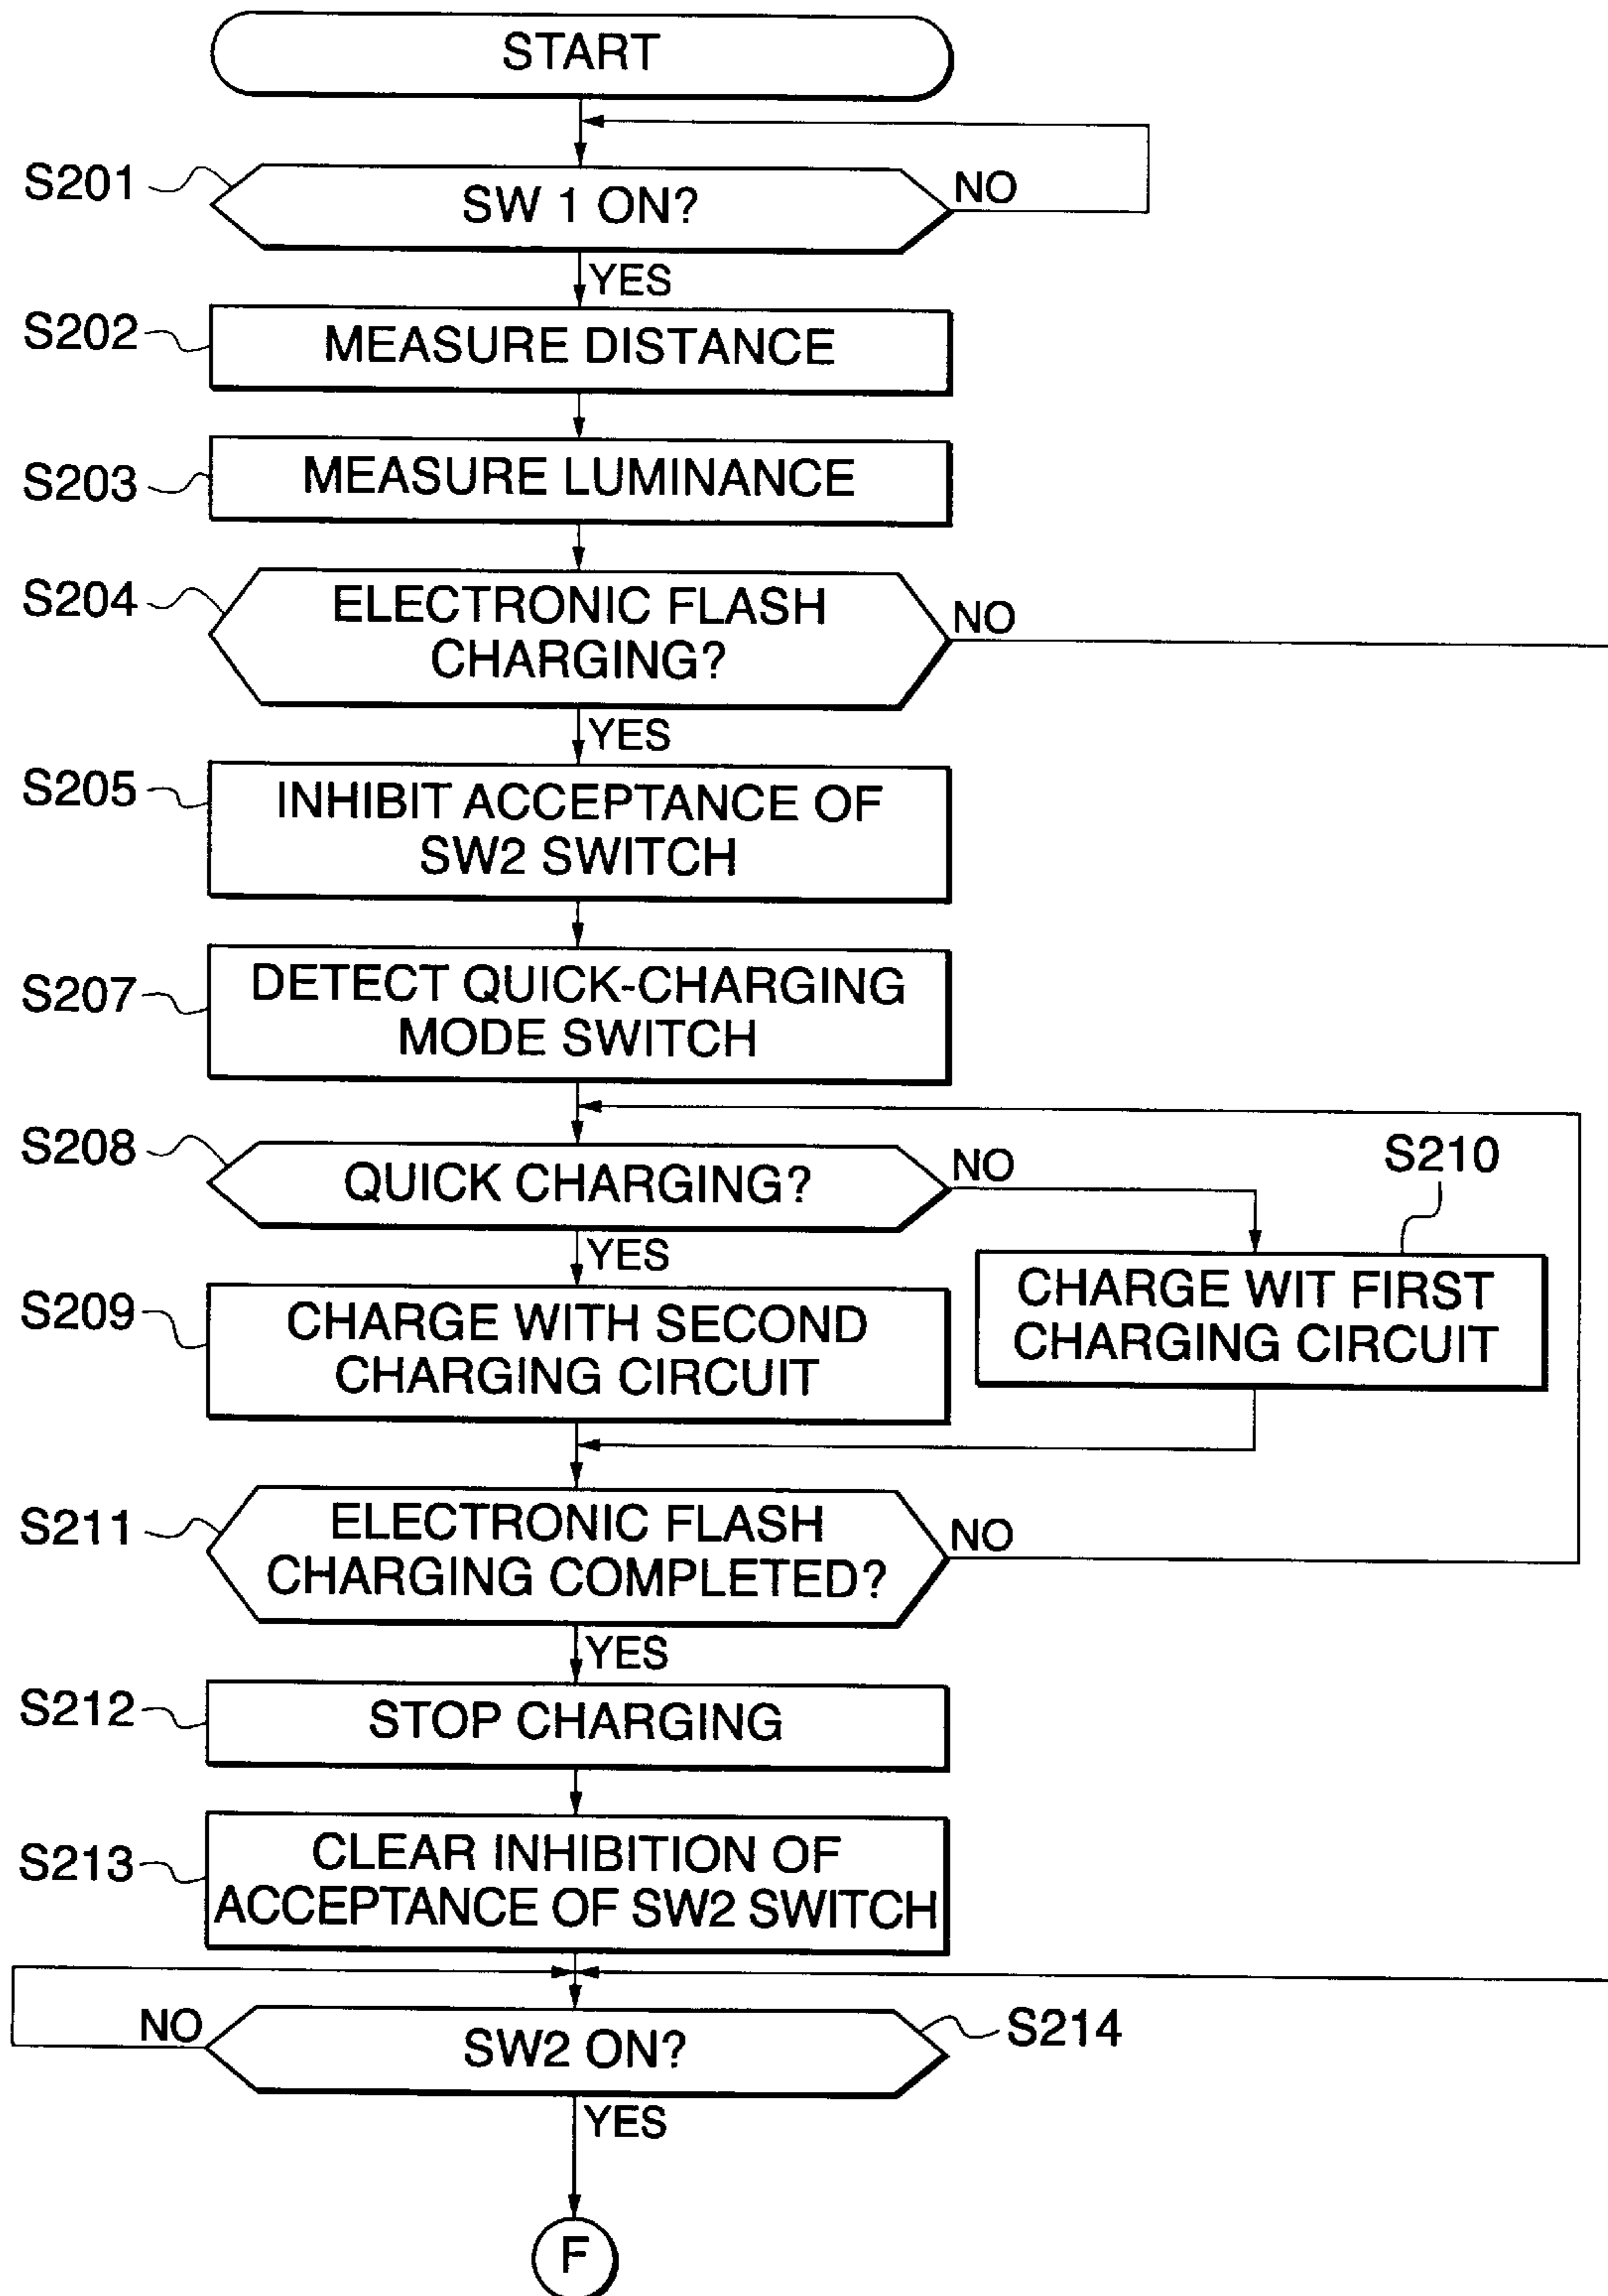 START
S201
SW 1 ON?
NO
YES
S202
MEASURE DISTANCE
S203
MEASURE LUMINANCE
S204
ELECTRONIC FLASH
CHARGING?
NO
YES
S205
INHIBIT ACCEPTANCE OF
SW2 SWITCH
S207
DETECT QUICK-CHARGING
MODE SWITCH
S208
QUICK CHARGING?
NO
YES
S210
CHARGE WIT FIRST
CHARGING CIRCUIT
S209
CHARGE WITH SECOND
CHARGING CIRCUIT
S211
ELECTRONIC FLASH
CHARGING COMPLETED?
NO
YES
S212
STOP CHARGING
S213
CLEAR INHIBITION OF
ACCEPTANCE OF SW2 SWITCH
NO
SW2 ON?
S214
YES
F